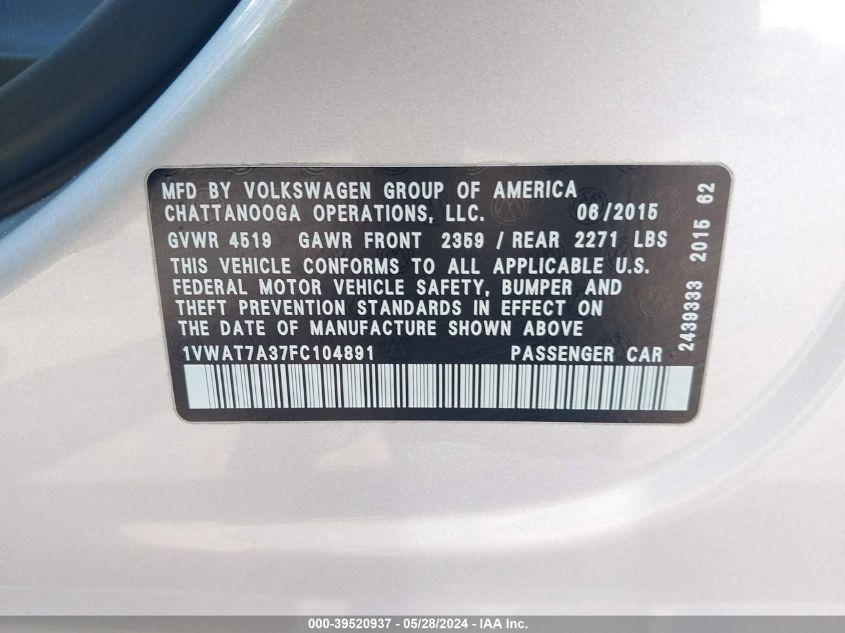 MFD BY VOLKSWAGEN GROUP OF AMERICA
CHATTANOOGA OPERATIONS, LLC. 06/2015
GVWR 4519 GAWR FRONT 2359 / REAR 2271 LBS
THIS VEHICLE CONFORMS TO ALL APPLICABLE U.S.
FEDERAL MOTOR VEHICLE SAFETY, BUMPER AND
THEFT PREVENTION STANDARDS IN EFFECT ON
THE DATE OF MANUFACTURE SHOWN ABOVE
1VWAT7A37FC104891 PASSENGER CAR
2439333 2015 62
000-39520937 - 05/28/2024 - IAA Inc.